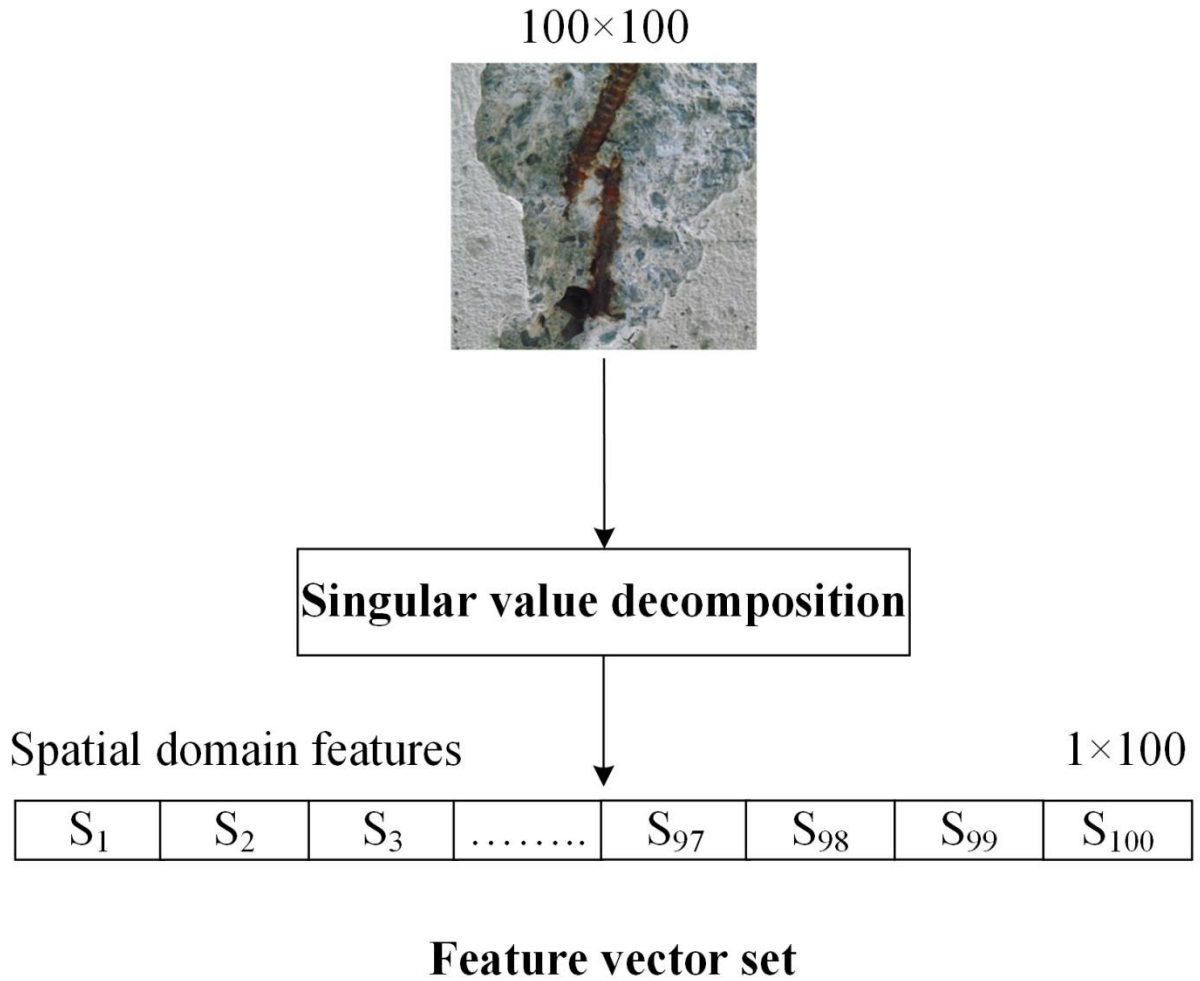 100×100
Singular value decomposition
Spatial domain features 1×100
S₁ S₂ S₃ ........ S₉₇ S₉₈ S₉₉ S₁₀₀
Feature vector set